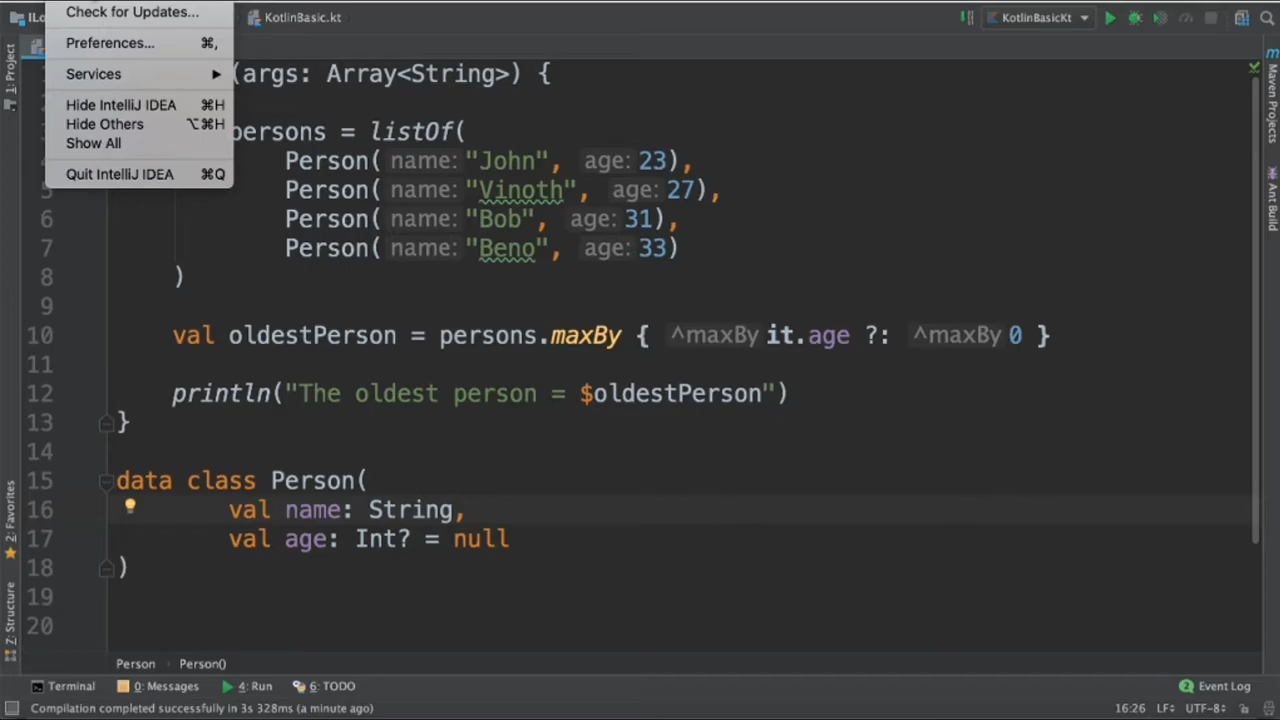 ILo
KotlinBasic.kt
KotlinBasicKt
Check for Updates...
Preferences... ⌘,
Services
Hide IntelliJ IDEA ⌘H
Hide Others ⌥⌘H
Show All
Quit IntelliJ IDEA ⌘Q
1: Project
2: Favorites
Z: Structure
Maven Projects
Ant Build
(args: Array<String>) {
persons = listOf(
Person( name: "John", age: 23),
5 Person( name: "Vinoth", age: 27),
6 Person( name: "Bob", age: 31),
7 Person( name: "Beno", age: 33)
8 )
9
10 val oldestPerson = persons.maxBy { ^maxBy it.age ?: ^maxBy 0 }
11
12 println("The oldest person = $oldestPerson")
13 }
14
15 data class Person(
16 val name: String,
17 val age: Int? = null
18 )
19
20
Person Person()
Terminal 0: Messages 4: Run 6: TODO 2 Event Log
Compilation completed successfully in 3s 328ms (a minute ago) 16:26 LF÷ UTF-8÷